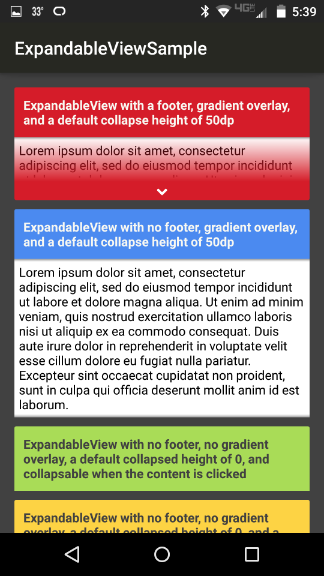 33° 4G 5:39
ExpandableViewSample
ExpandableView with a footer, gradient overlay,
and a default collapse height of 50dp
Lorem ipsum dolor sit amet, consectetur
adipiscing elit, sed do eiusmod tempor incididunt
ExpandableView with no footer, gradient overlay,
and a default collapse height of 50dp
Lorem ipsum dolor sit amet, consectetur
adipiscing elit, sed do eiusmod tempor incididunt
ut labore et dolore magna aliqua. Ut enim ad minim
veniam, quis nostrud exercitation ullamco laboris
nisi ut aliquip ex ea commodo consequat. Duis
aute irure dolor in reprehenderit in voluptate velit
esse cillum dolore eu fugiat nulla pariatur.
Excepteur sint occaecat cupidatat non proident,
sunt in culpa qui officia deserunt mollit anim id est
laborum.
ExpandableView with no footer, no gradient
overlay, a default collapsed height of 0, and
collapsable when the content is clicked
ExpandableView with no footer, no gradient
overlay, a default collapsed height of 0, and a